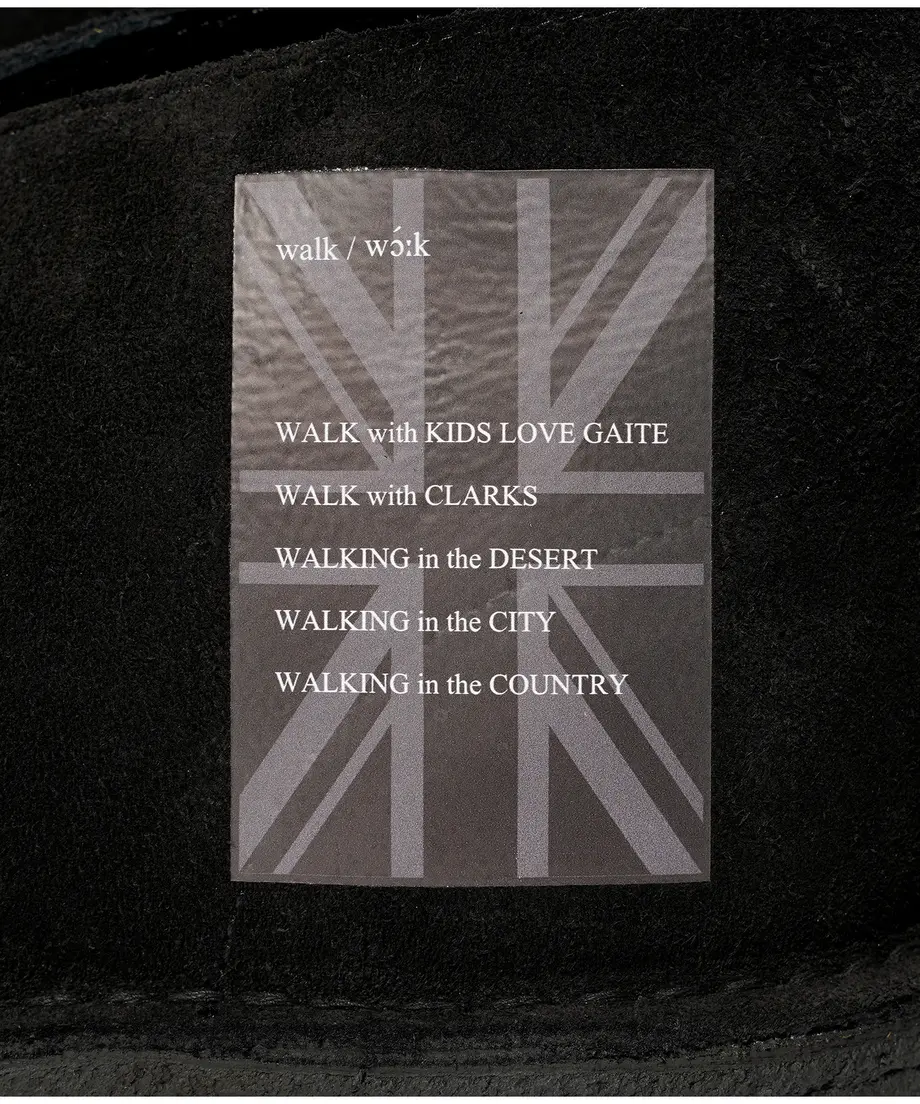 walk / wɔ́ːk
WALK with KIDS LOVE GAITE
WALK with CLARKS
WALKING in the DESERT
WALKING in the CITY
WALKING in the COUNTRY